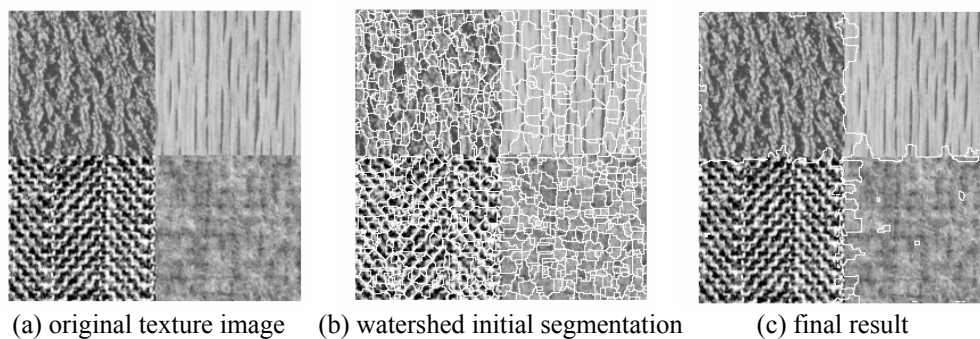 (a) original texture image (b) watershed initial segmentation (c) final result